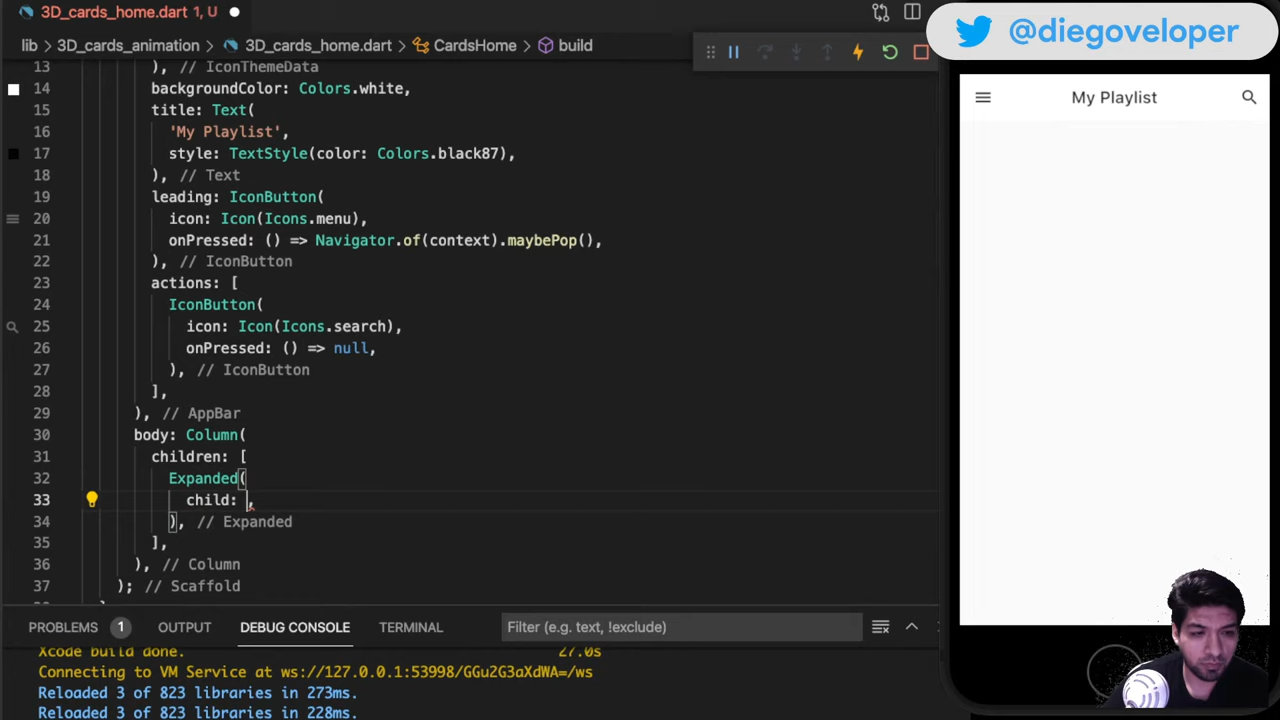 3D_cards_home.dart 1, U
@diegoveloper
lib > 3D_cards_animation > 3D_cards_home.dart > CardsHome > build
13 ), // IconThemeData
14 backgroundColor: Colors.white,
15 title: Text(
16 'My Playlist',
17 style: TextStyle(color: Colors.black87),
18 ), // Text
19 leading: IconButton(
20 icon: Icon(Icons.menu),
21 onPressed: () => Navigator.of(context).maybePop(),
22 ), // IconButton
23 actions: [
24 IconButton(
25 icon: Icon(Icons.search),
26 onPressed: () => null,
27 ), // IconButton
28 ],
29 ), // AppBar
30 body: Column(
31 children: [
32 Expanded(
33 child: ,
34 ), // Expanded
35 ],
36 ), // Column
37 ); // Scaffold
My Playlist
PROBLEMS 1 OUTPUT DEBUG CONSOLE TERMINAL Filter (e.g. text, !exclude)
Xcode build done. 27.0s
Connecting to VM Service at ws://127.0.0.1:53998/GGu2G3aXdWA=/ws
Reloaded 3 of 823 libraries in 273ms.
Reloaded 3 of 823 libraries in 228ms.